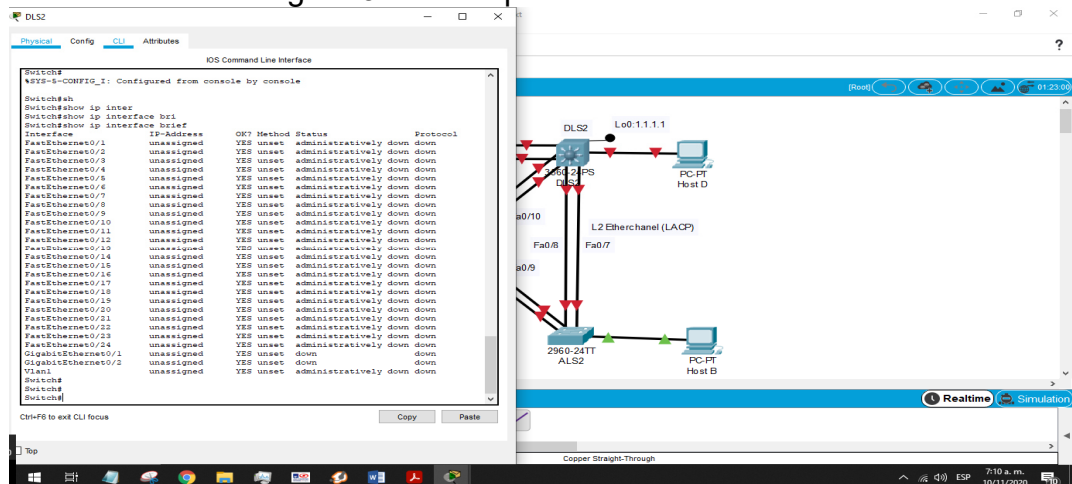 DLS2
Physical Config CLI Attributes
IOS Command Line Interface
Switch#
%SYS-5-CONFIG_I: Configured from console by console
Switch#sh
Switch#show ip inter
Switch#show ip interface bri
Switch#show ip interface brief
Interface IP-Address OK? Method Status Protocol
FastEthernet0/1 unassigned YES unset administratively down down
FastEthernet0/2 unassigned YES unset administratively down down
FastEthernet0/3 unassigned YES unset administratively down down
FastEthernet0/4 unassigned YES unset administratively down down
FastEthernet0/5 unassigned YES unset administratively down down
FastEthernet0/6 unassigned YES unset administratively down down
FastEthernet0/7 unassigned YES unset administratively down down
FastEthernet0/8 unassigned YES unset administratively down down
FastEthernet0/9 unassigned YES unset administratively down down
FastEthernet0/10 unassigned YES unset administratively down down
FastEthernet0/11 unassigned YES unset administratively down down
FastEthernet0/12 unassigned YES unset administratively down down
FastEthernet0/13 unassigned YES unset administratively down down
FastEthernet0/14 unassigned YES unset administratively down down
FastEthernet0/15 unassigned YES unset administratively down down
FastEthernet0/16 unassigned YES unset administratively down down
FastEthernet0/17 unassigned YES unset administratively down down
FastEthernet0/18 unassigned YES unset administratively down down
FastEthernet0/19 unassigned YES unset administratively down down
FastEthernet0/20 unassigned YES unset administratively down down
FastEthernet0/21 unassigned YES unset administratively down down
FastEthernet0/22 unassigned YES unset administratively down down
FastEthernet0/23 unassigned YES unset administratively down down
FastEthernet0/24 unassigned YES unset administratively down down
GigabitEthernet0/1 unassigned YES unset down down
GigabitEthernet0/2 unassigned YES unset down down
Vlan1 unassigned YES unset administratively down down
Switch#
Switch#
Switch#
Ctrl+F6 to exit CLI focus
Copy Paste
Top
?
[Root] 01:23:00
DLS2 Lo0:1.1.1.1
3560-24PS
DLS2
PC-PT
Host D
a0/10
L2 Etherchanel (LACP)
Fa0/8 Fa0/7
a0/9
2960-24TT
ALS2
PC-PT
Host B
Realtime Simulation
Copper Straight-Through
ESP
7:10 a. m.
10/11/2020